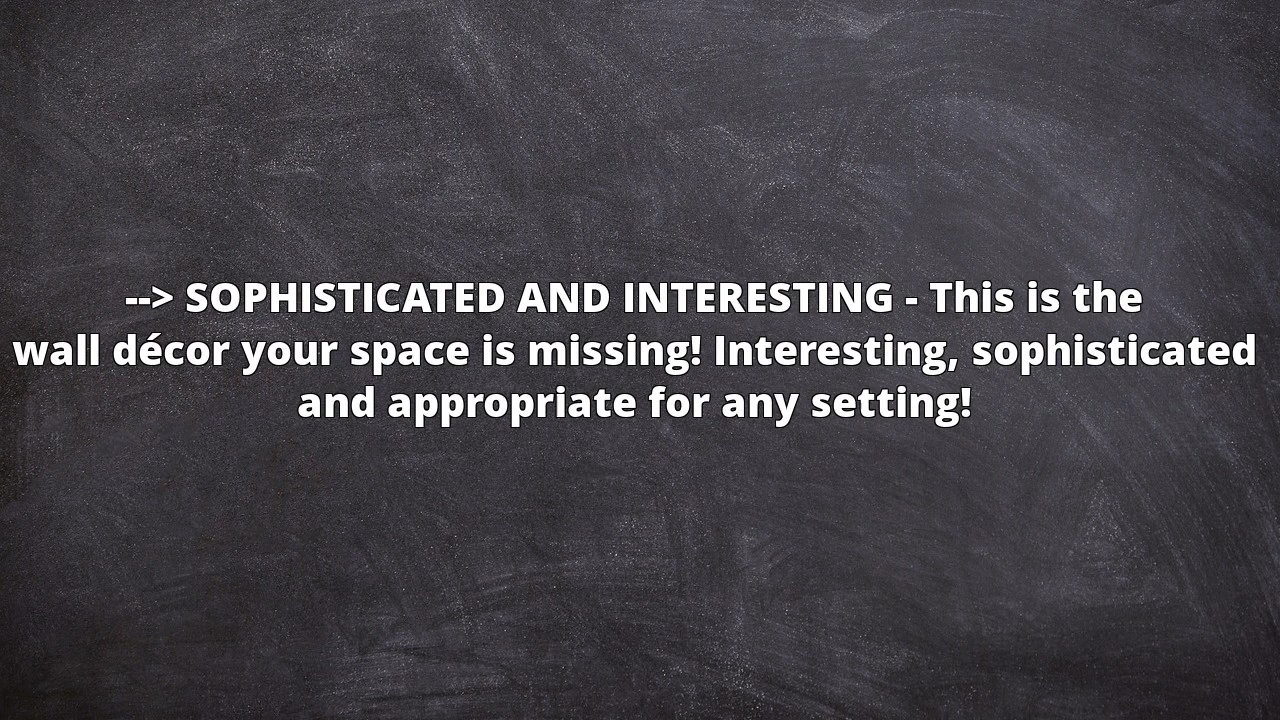 --> SOPHISTICATED AND INTERESTING - This is the
wall décor your space is missing! Interesting, sophisticated
and appropriate for any setting!